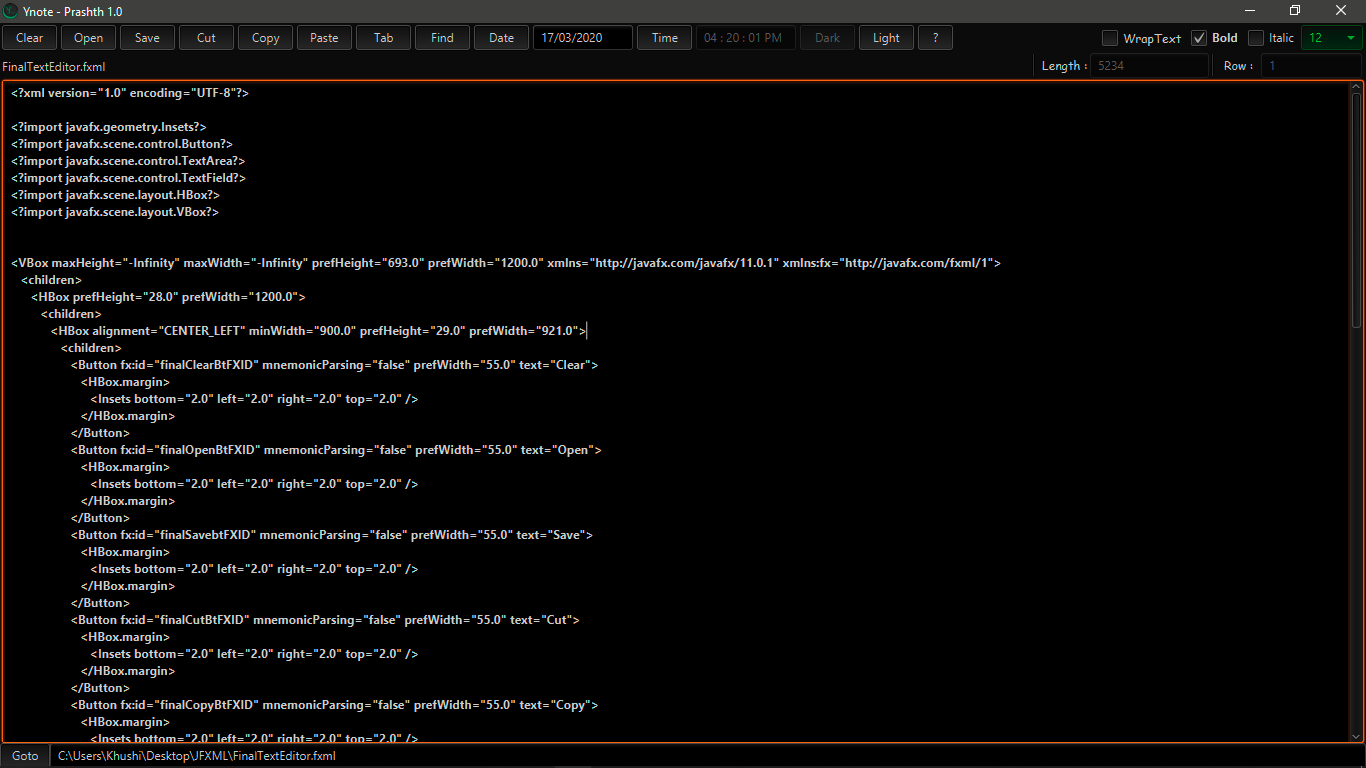 Ynote - Prashth 1.0
Clear Open Save Cut Copy Paste Tab Find Date 17/03/2020 Time 04 : 20 : 01 PM Dark Light ? WrapText Bold Italic 12
FinalTextEditor.fxml Length : 5234 Row : 1
<?xml version="1.0" encoding="UTF-8"?>
<?import javafx.geometry.Insets?>
<?import javafx.scene.control.Button?>
<?import javafx.scene.control.TextArea?>
<?import javafx.scene.control.TextField?>
<?import javafx.scene.layout.HBox?>
<?import javafx.scene.layout.VBox?>
<VBox maxHeight="-Infinity" maxWidth="-Infinity" prefHeight="693.0" prefWidth="1200.0" xmlns="http://javafx.com/javafx/11.0.1" xmlns:fx="http://javafx.com/fxml/1">
<children>
<HBox prefHeight="28.0" prefWidth="1200.0">
<children>
<HBox alignment="CENTER_LEFT" minWidth="900.0" prefHeight="29.0" prefWidth="921.0">
<children>
<Button fx:id="finalClearBtFXID" mnemonicParsing="false" prefWidth="55.0" text="Clear">
<HBox.margin>
<Insets bottom="2.0" left="2.0" right="2.0" top="2.0" />
</HBox.margin>
</Button>
<Button fx:id="finalOpenBtFXID" mnemonicParsing="false" prefWidth="55.0" text="Open">
<HBox.margin>
<Insets bottom="2.0" left="2.0" right="2.0" top="2.0" />
</HBox.margin>
</Button>
<Button fx:id="finalSavebtFXID" mnemonicParsing="false" prefWidth="55.0" text="Save">
<HBox.margin>
<Insets bottom="2.0" left="2.0" right="2.0" top="2.0" />
</HBox.margin>
</Button>
<Button fx:id="finalCutBtFXID" mnemonicParsing="false" prefWidth="55.0" text="Cut">
<HBox.margin>
<Insets bottom="2.0" left="2.0" right="2.0" top="2.0" />
</HBox.margin>
</Button>
<Button fx:id="finalCopyBtFXID" mnemonicParsing="false" prefWidth="55.0" text="Copy">
<HBox.margin>
<Insets bottom="2.0" left="2.0" right="2.0" top="2.0" />
Goto C:\Users\Khushi\Desktop\JFXML\FinalTextEditor.fxml